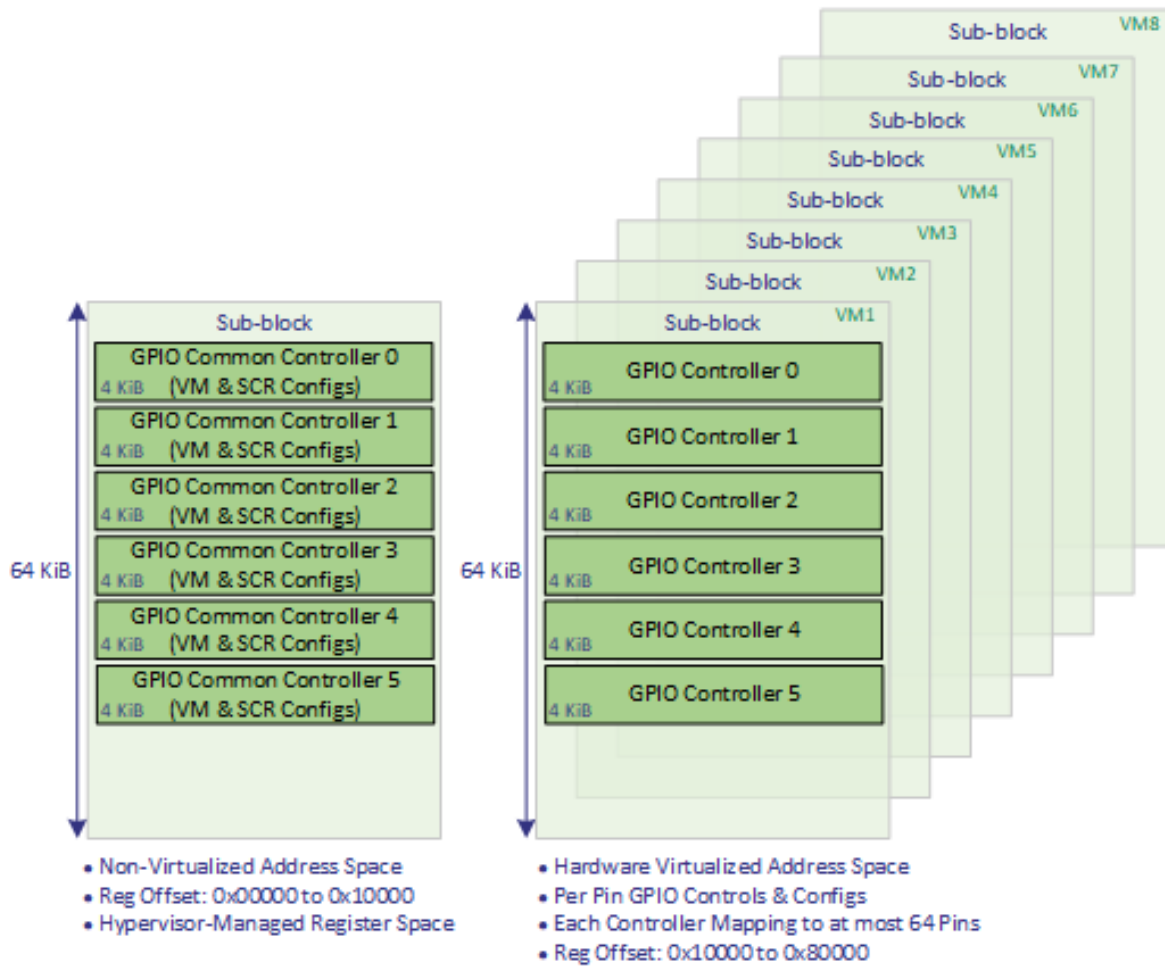 Sub-block VM8
Sub-block VM7
Sub-block VM6
Sub-block VM5
Sub-block VM4
Sub-block VM3
Sub-block VM2
Sub-block
GPIO Common Controller 0
4 KiB (VM & SCR Configs)
GPIO Common Controller 1
4 KiB (VM & SCR Configs)
GPIO Common Controller 2
4 KiB (VM & SCR Configs)
GPIO Common Controller 3
4 KiB (VM & SCR Configs)
GPIO Common Controller 4
4 KiB (VM & SCR Configs)
GPIO Common Controller 5
4 KiB (VM & SCR Configs)
64 KiB
• Non-Virtualized Address Space
• Reg Offset: 0x00000 to 0x10000
• Hypervisor-Managed Register Space
Sub-block VM1
GPIO Controller 0
4 KiB
GPIO Controller 1
4 KiB
GPIO Controller 2
4 KiB
GPIO Controller 3
4 KiB
GPIO Controller 4
4 KiB
GPIO Controller 5
4 KiB
64 KiB
• Hardware Virtualized Address Space
• Per Pin GPIO Controls & Configs
• Each Controller Mapping to at most 64 Pins
• Reg Offset: 0x10000 to 0x80000